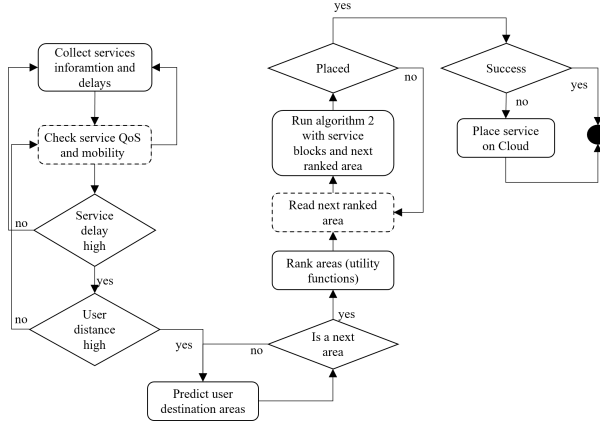 Collect services
inforamtion and
delays
Check service QoS
and mobility
Service
delay
high
no
yes
User
distance
high
no
yes
Predict user
destination areas
Is a next
area
no
yes
Rank areas (utility
functions)
Read next ranked
area
Run algorithm 2
with service
blocks and next
ranked area
Placed
no
yes
Success
yes
no
Place service
on Cloud